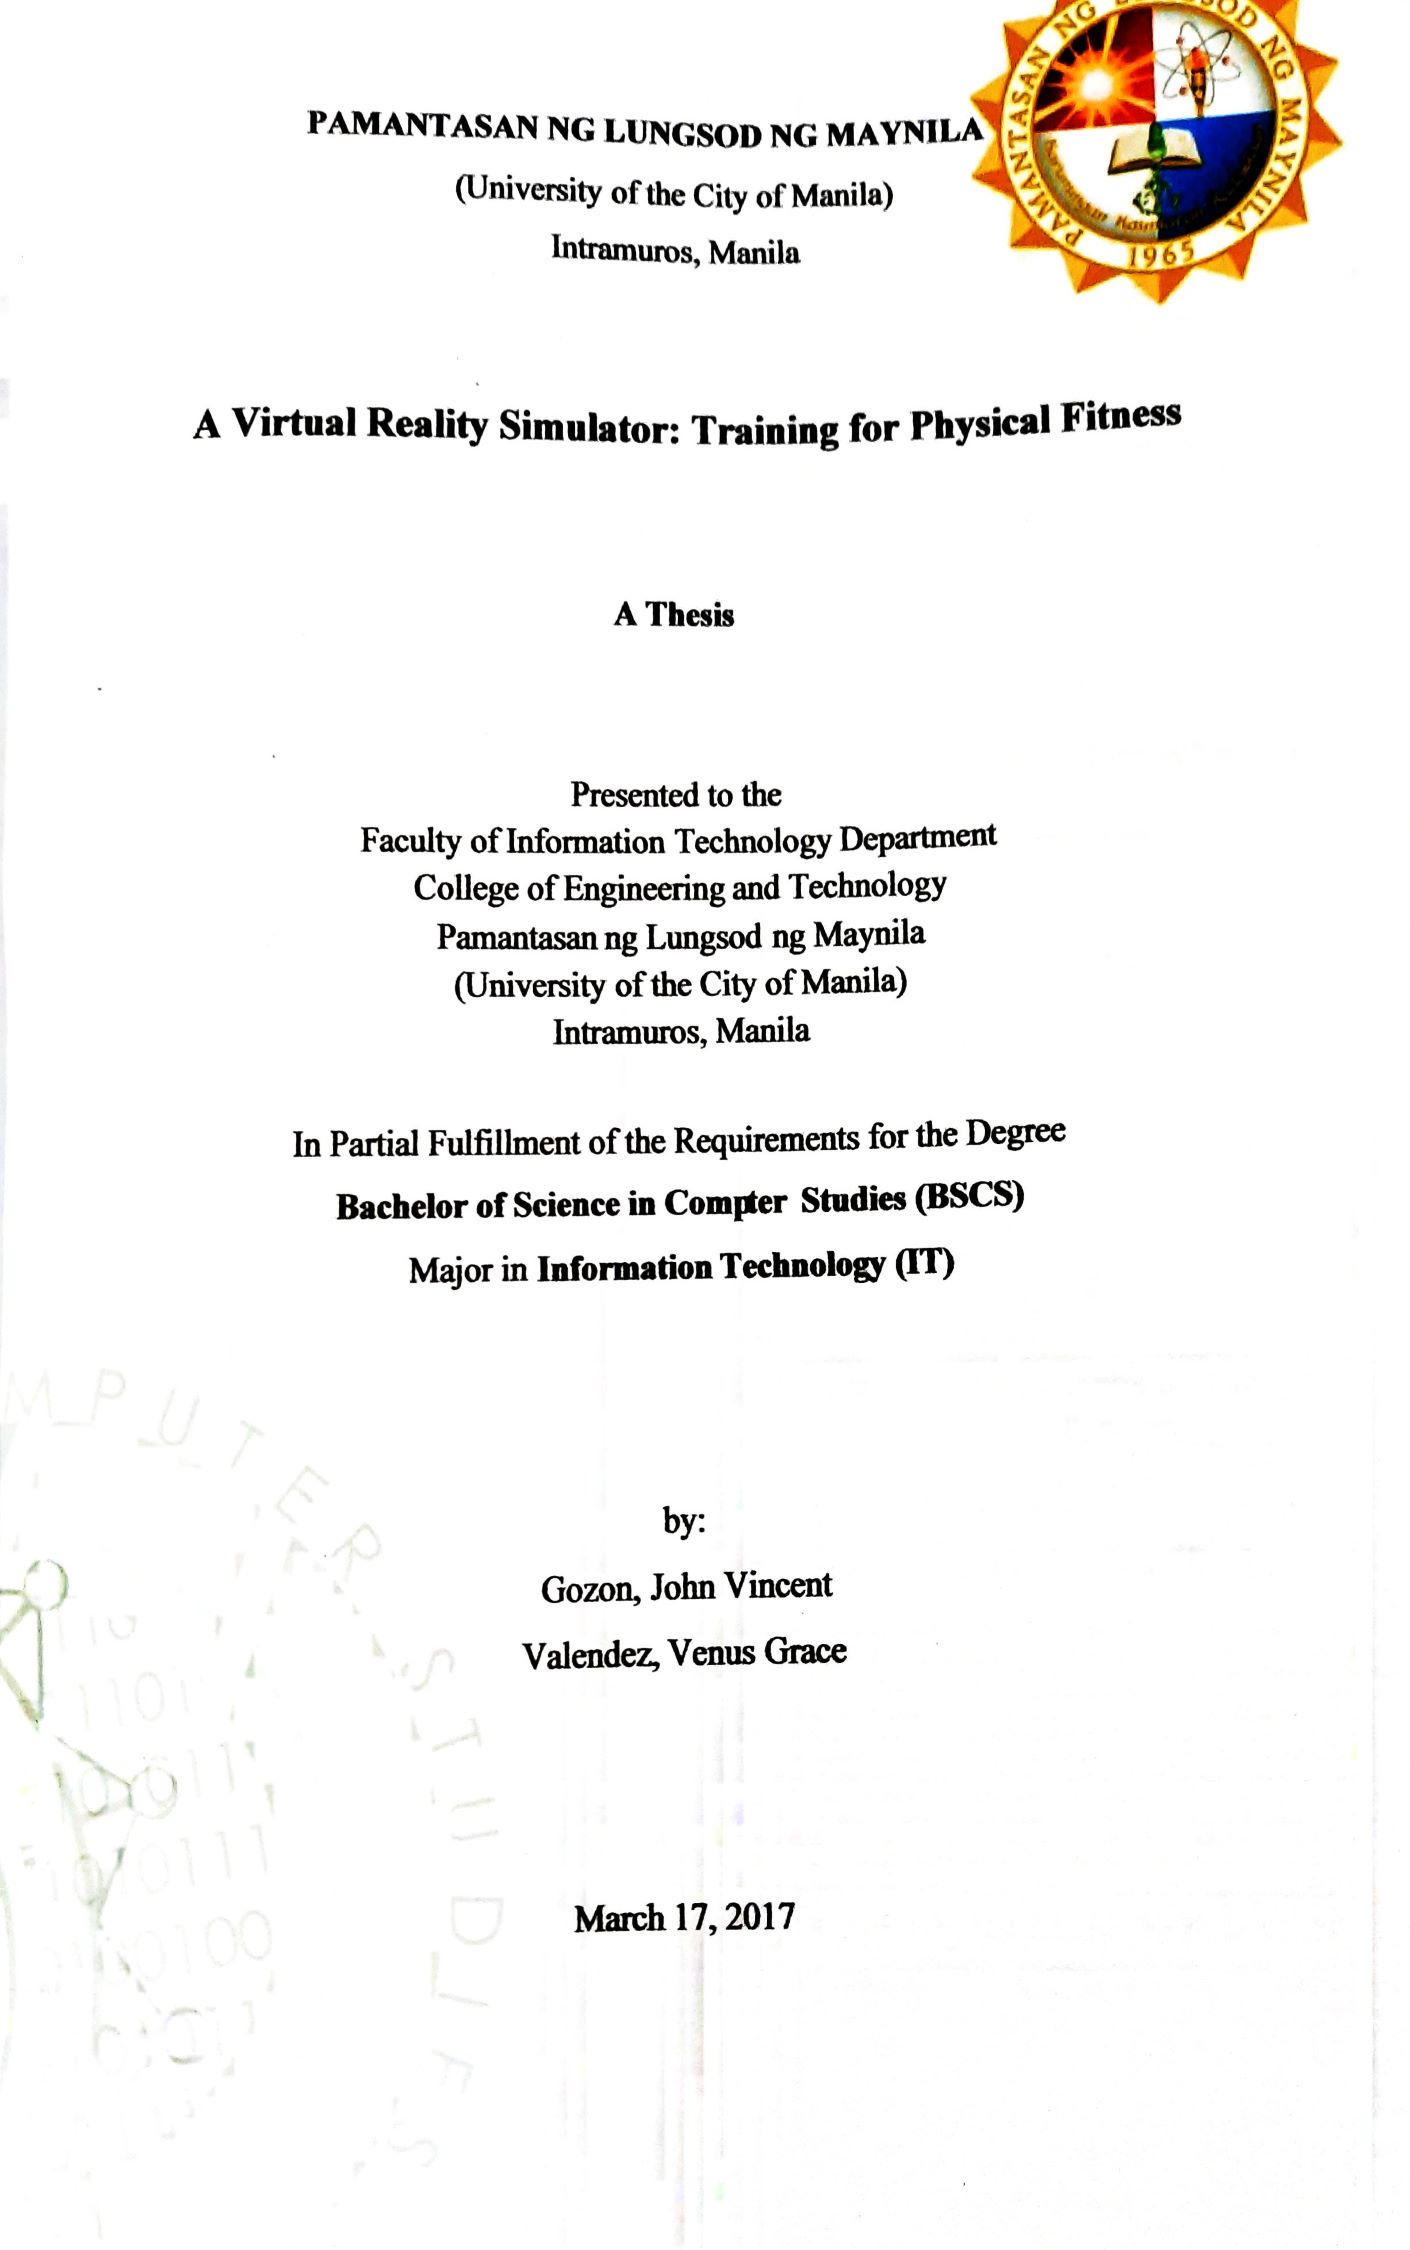 PAMANTASAN NG LUNGSOD NG MAYNILA
(University of the City of Manila)
Intramuros, Manila
PAMANTASAN NG LUNGSOD NG MAYNILA
1965
A Virtual Reality Simulator: Training for Physical Fitness
A Thesis
Presented to the
Faculty of Information Technology Department
College of Engineering and Technology
Pamantasan ng Lungsod ng Maynila
(University of the City of Manila)
Intramuros, Manila
In Partial Fulfillment of the Requirements for the Degree
Bachelor of Science in Compter Studies (BSCS)
Major in Information Technology (IT)
by:
Gozon, John Vincent
Valendez, Venus Grace
March 17, 2017
MPUTER STUDIES